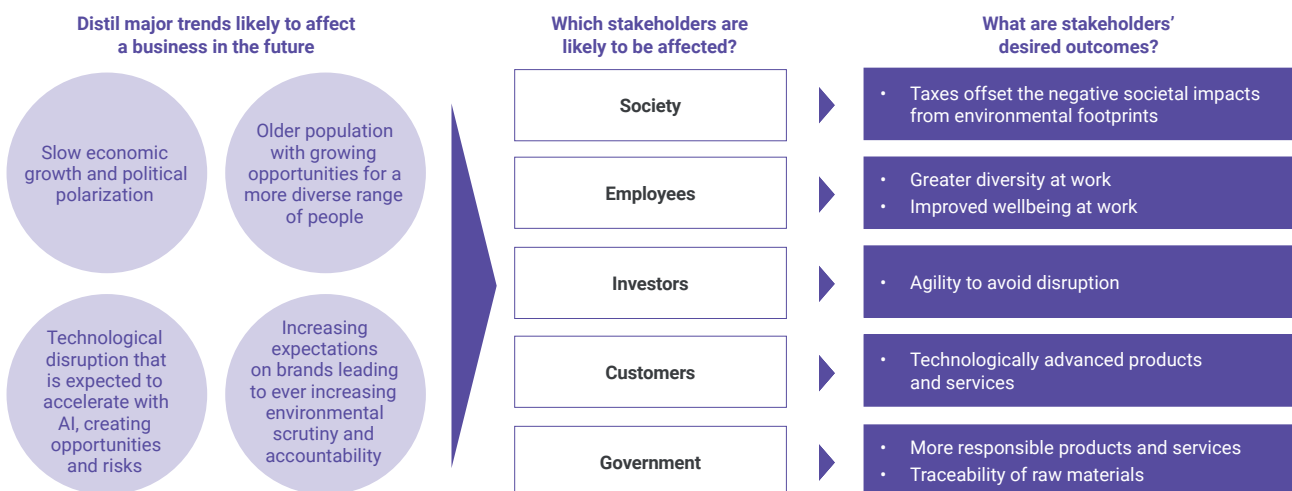 Distil major trends likely to affect
a business in the future
Slow economic
growth and political
polarization
Older population
with growing
opportunities for a
more diverse range
of people
Technological
disruption that
is expected to
accelerate with
AI, creating
opportunities
and risks
Increasing
expectations
on brands leading
to ever increasing
environmental
scrutiny and
accountability
Which stakeholders are
likely to be affected?
Society
Employees
Investors
Customers
Government
What are stakeholders’
desired outcomes?
• Taxes offset the negative societal impacts
from environmental footprints
• Greater diversity at work
• Improved wellbeing at work
• Agility to avoid disruption
• Technologically advanced products
and services
• More responsible products and services
• Traceability of raw materials